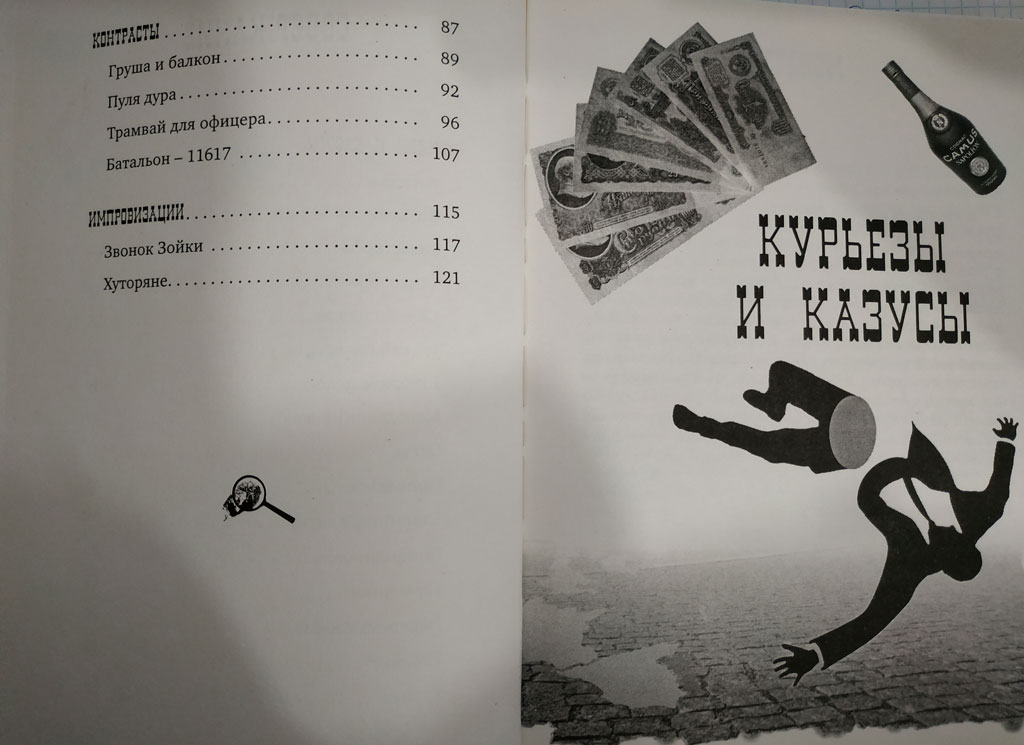 КОНТРАСТЫ . . . . . . . . . . . . . . . . . . . . . . . . . . . . . . 87
Груша и балкон . . . . . . . . . . . . . . . . . . . . . . . 89
Пуля дура . . . . . . . . . . . . . . . . . . . . . . . . . . . . 92
Трамвай для офицера . . . . . . . . . . . . . . . . . . 96
Батальон – 11617 . . . . . . . . . . . . . . . . . . . . . 107
ИМПРОВИЗАЦИИ . . . . . . . . . . . . . . . . . . . . . . . . . . . 115
Звонок Зойки . . . . . . . . . . . . . . . . . . . . . . . . 117
Хуторяне . . . . . . . . . . . . . . . . . . . . . . . . . . . . . 121
CAMUS
NAPOLEON
КУРЬЕЗЫ
И КАЗУСЫ